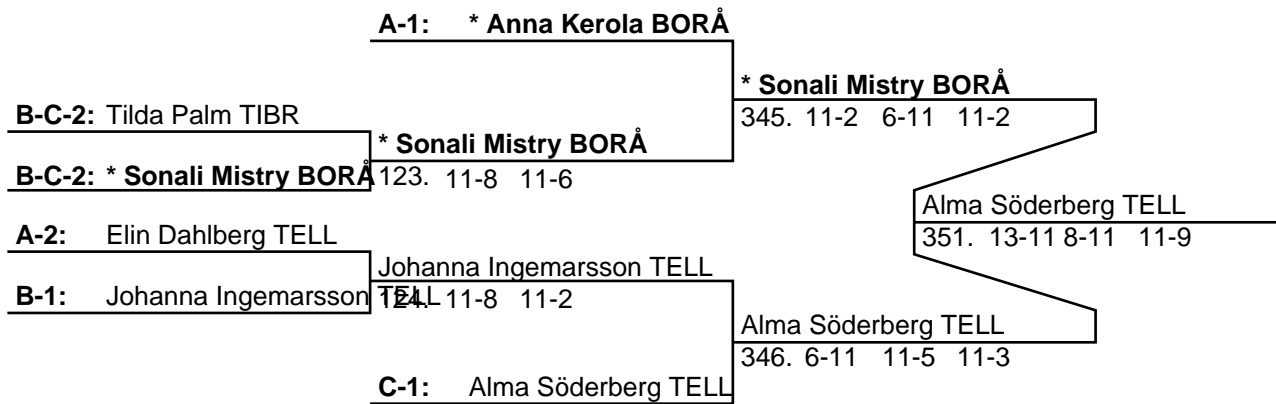 A-1: * Anna Kerola BORÅ
* Sonali Mistry BORÅ
345. 11-2 6-11 11-2
B-C-2: Tilda Palm TIBR
* Sonali Mistry BORÅ
123. 11-8 11-6
B-C-2: * Sonali Mistry BORÅ
Alma Söderberg TELL
351. 13-11 8-11 11-9
A-2: Elin Dahlberg TELL
Johanna Ingemarsson TELL
124. 11-8 11-2
B-1: Johanna Ingemarsson TELL
Alma Söderberg TELL
346. 6-11 11-5 11-3
C-1: Alma Söderberg TELL